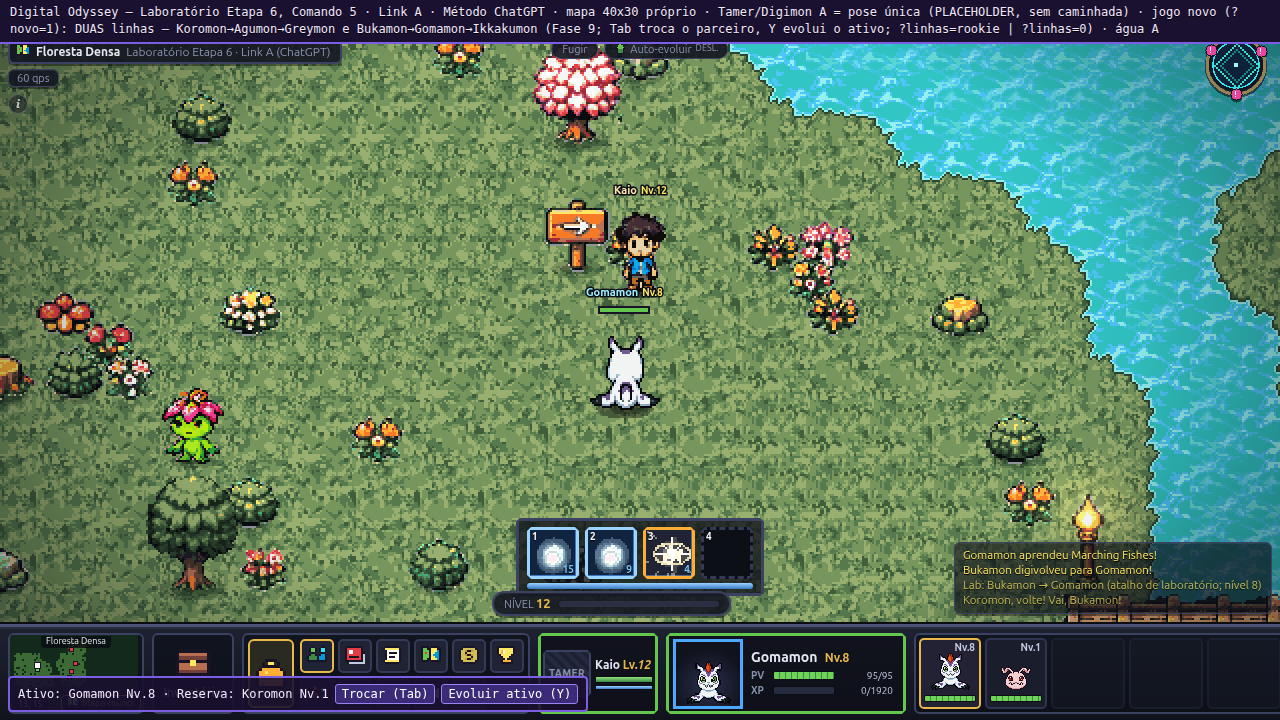 Digital Odyssey — Laboratório Etapa 6, Comando 5 · Link A · Método ChatGPT · mapa 40x30 próprio · Tamer/Digimon A = pose única (PLACEHOLDER, sem caminhada) · jogo novo (?
novo=1): DUAS linhas — Koromon→Agumon→Greymon e Bukamon→Gomamon→Ikkakumon (Fase 9; Tab troca o parceiro, Y evolui o ativo; ?linhas=rookie | ?linhas=0) · água A
Floresta Densa Laboratório Etapa 6 · Link A (ChatGPT)
Fugir
Auto-evoluir DESL.
60 qps
i
Kaio Nv.12
Gomamon Nv.8
1 15
2 9
3 4
4
NÍVEL 12
Gomamon aprendeu Marching Fishes!
Bukamon digivolveu para Gomamon!
Lab: Bukamon → Gomamon (atalho de laboratório; nível 8)
Koromon, volte! Vai, Bukamon!
Floresta Densa
TAMER
Kaio Lv.12
Gomamon Nv.8
PV 95/95
XP 0/1920
Nv.8
Nv.1
Ativo: Gomamon Nv.8 · Reserva: Koromon Nv.1 Trocar (Tab) Evoluir ativo (Y)